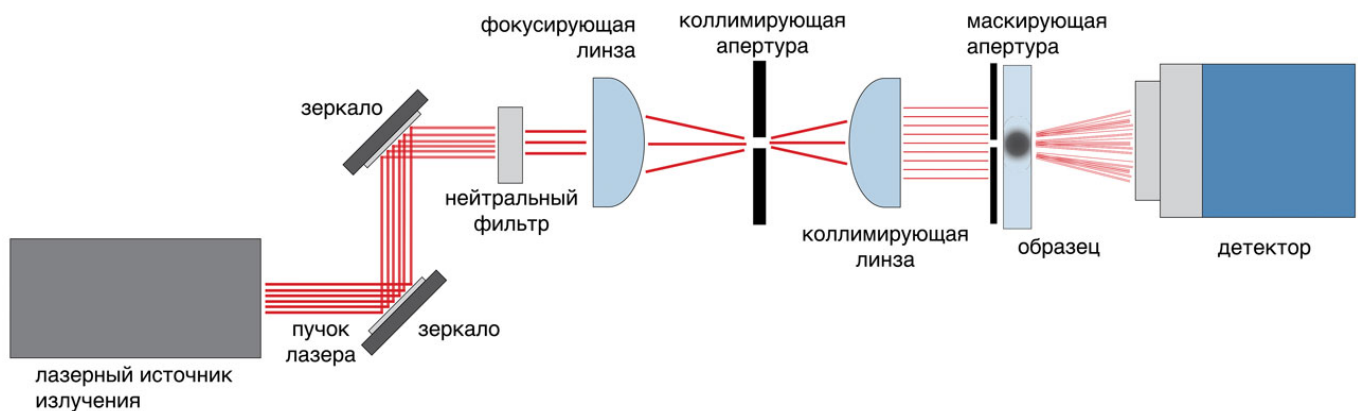 фокусирующая
линза
коллимирующая
апертура
маскирующая
апертура
зеркало
нейтральный
фильтр
коллимирующая
линза
образец
детектор
пучок
лазера
зеркало
лазерный источник
излучения